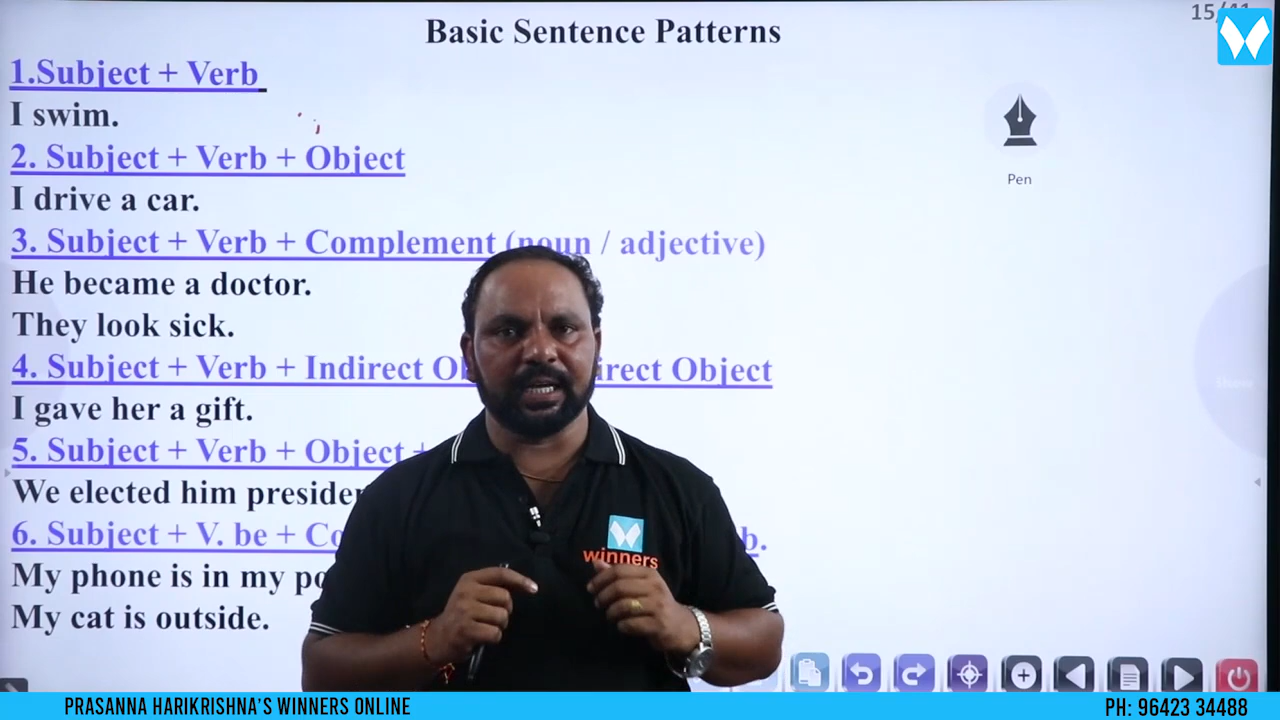 15/41
Basic Sentence Patterns
1.Subject + Verb
I swim.
2. Subject + Verb + Object
I drive a car.
Pen
3. Subject + Verb + Complement (noun / adjective)
He became a doctor.
They look sick.
4. Subject + Verb + Indirect Ob irect Object
I gave her a gift.
5. Subject + Verb + Object +
We elected him presiden
6. Subject + V. be + Co b.
My phone is in my po
My cat is outside.
winners
PRASANNA HARIKRISHNA'S WINNERS ONLINE
PH: 96423 34488